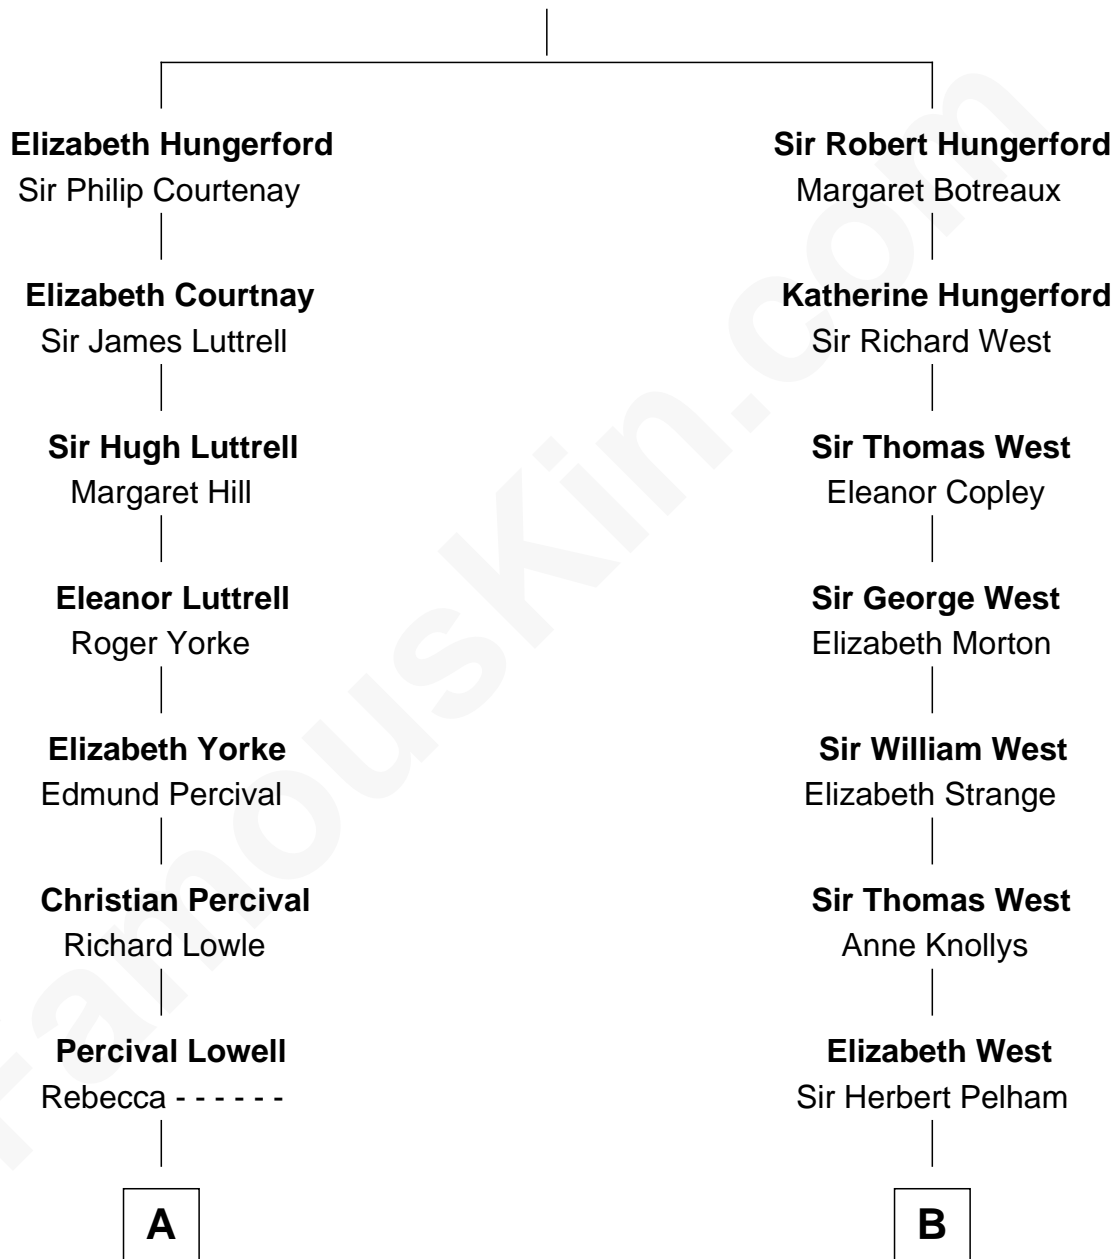 Elizabeth Hungerford
Sir Philip Courtenay
Elizabeth Courtnay
Sir James Luttrell
Sir Hugh Luttrell
Margaret Hill
Eleanor Luttrell
Roger Yorke
Elizabeth Yorke
Edmund Percival
Christian Percival
Richard Lowle
Percival Lowell
Rebecca - - - - - -
A
Sir Robert Hungerford
Margaret Botreaux
Katherine Hungerford
Sir Richard West
Sir Thomas West
Eleanor Copley
Sir George West
Elizabeth Morton
Sir William West
Elizabeth Strange
Sir Thomas West
Anne Knollys
Elizabeth West
Sir Herbert Pelham
B
FamousKin.com